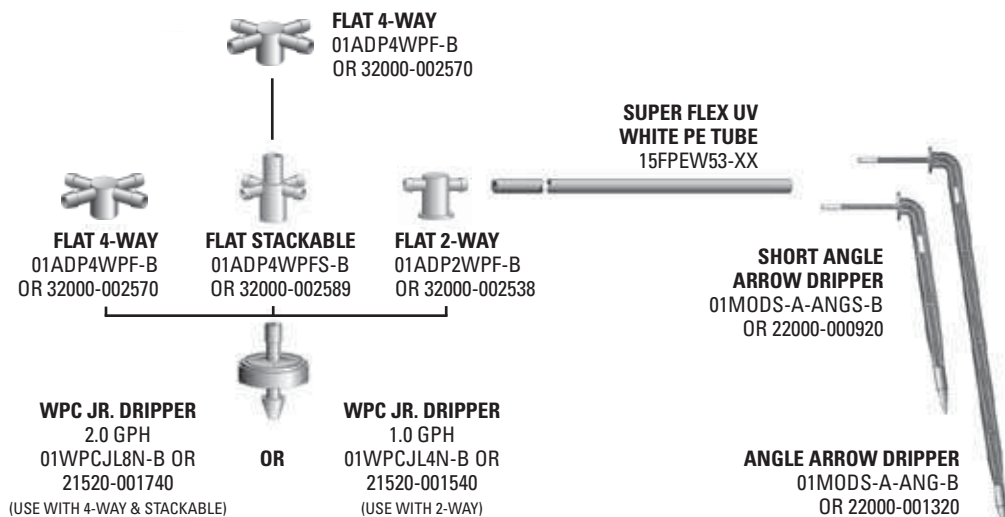 FLAT 4-WAY
01ADP4WPF-B
OR 32000-002570
SUPER FLEX UV
WHITE PE TUBE
15FPEW53-XX
FLAT 4-WAY
01ADP4WPF-B
OR 32000-002570
FLAT STACKABLE
01ADP4WPFS-B
OR 32000-002589
FLAT 2-WAY
01ADP2WPF-B
OR 32000-002538
SHORT ANGLE
ARROW DRIPPER
01MODS-A-ANGS-B
OR 22000-000920
WPC JR. DRIPPER
2.0 GPH
01WPCJL8N-B OR
21520-001740
(USE WITH 4-WAY & STACKABLE)
OR
WPC JR. DRIPPER
1.0 GPH
01WPCJL4N-B OR
21520-001540
(USE WITH 2-WAY)
ANGLE ARROW DRIPPER
01MODS-A-ANG-B
OR 22000-001320